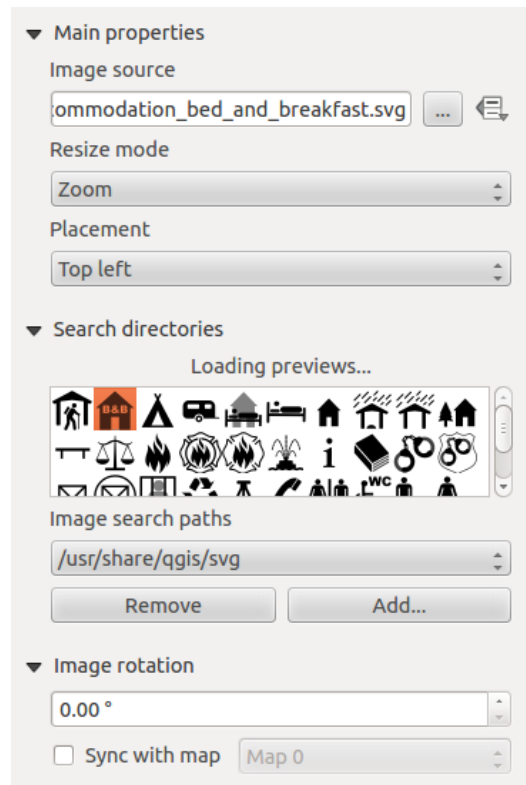 Main properties
Image source
ommodation_bed_and_breakfast.svg ...
Resize mode
Zoom
Placement
Top left
Search directories
Loading previews...
B&B
i
WC
Image search paths
/usr/share/qgis/svg
Remove Add...
Image rotation
0.00 °
Sync with map Map 0